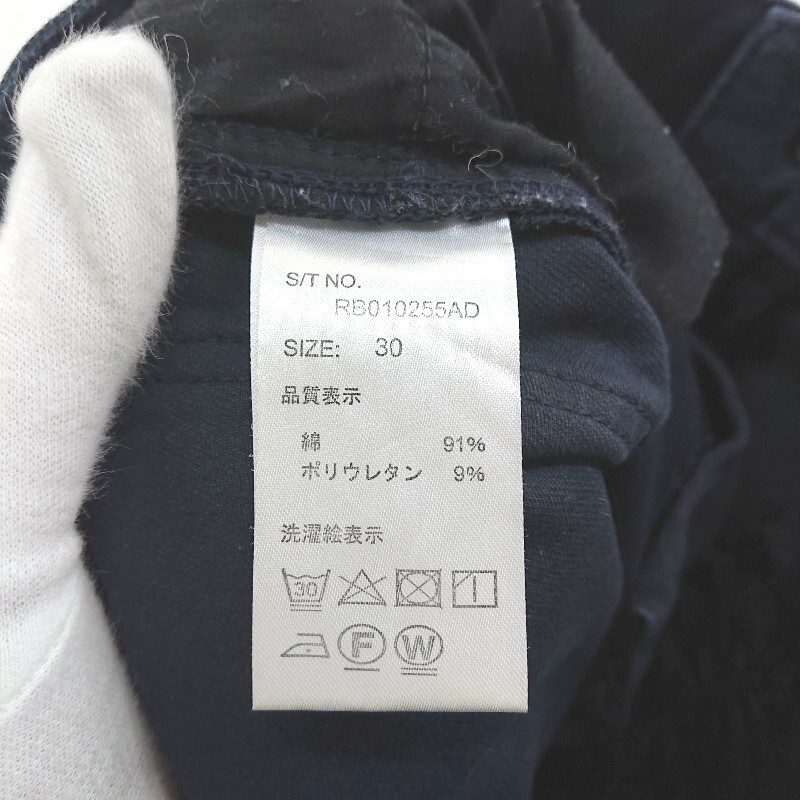 S/T NO.
RB010255AD
SIZE: 30
品質表示
綿 91%
ポリウレタン 9%
洗濯絵表示
30
F W